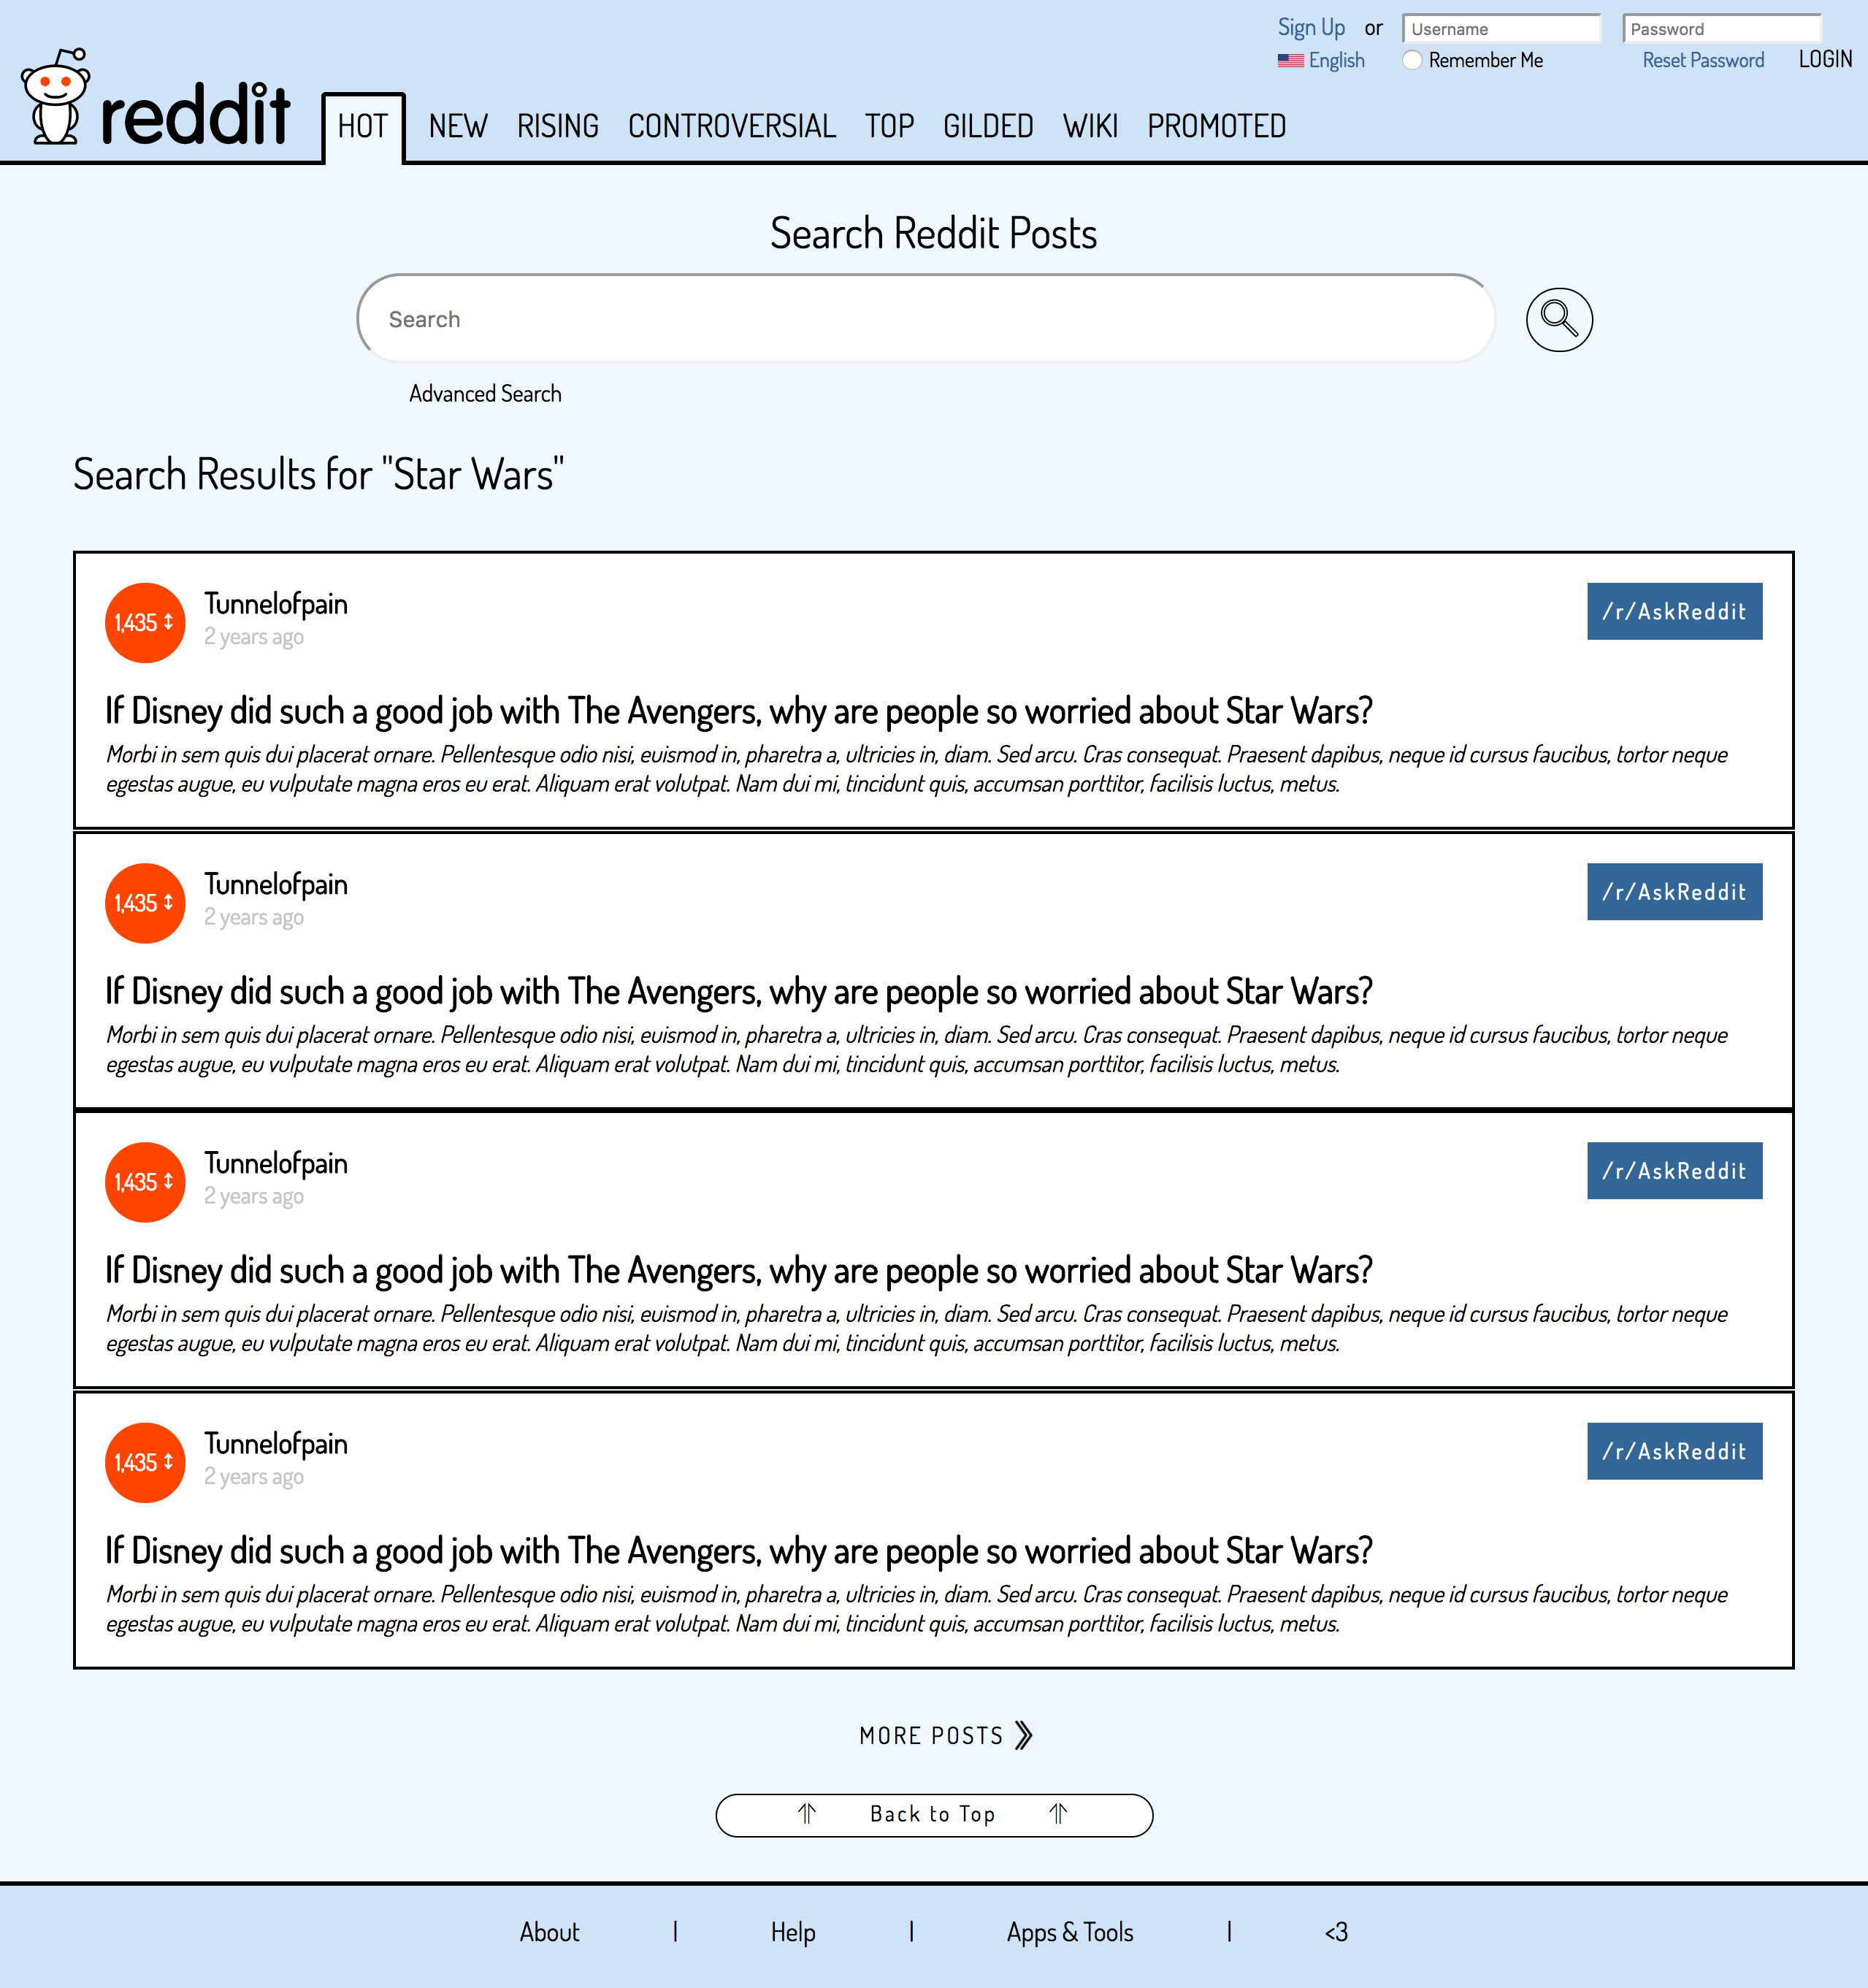 Sign Up or Username Password
English Remember Me Reset Password LOGIN
reddit HOT NEW RISING CONTROVERSIAL TOP GILDED WIKI PROMOTED
Search Reddit Posts
Search
Advanced Search
Search Results for "Star Wars"
1,435 ↕ Tunnelofpain /r/AskReddit
2 years ago
If Disney did such a good job with The Avengers, why are people so worried about Star Wars?
Morbi in sem quis dui placerat ornare. Pellentesque odio nisi, euismod in, pharetra a, ultricies in, diam. Sed arcu. Cras consequat. Praesent dapibus, neque id cursus faucibus, tortor neque
egestas augue, eu vulputate magna eros eu erat. Aliquam erat volutpat. Nam dui mi, tincidunt quis, accumsan porttitor, facilisis luctus, metus.
1,435 ↕ Tunnelofpain /r/AskReddit
2 years ago
If Disney did such a good job with The Avengers, why are people so worried about Star Wars?
Morbi in sem quis dui placerat ornare. Pellentesque odio nisi, euismod in, pharetra a, ultricies in, diam. Sed arcu. Cras consequat. Praesent dapibus, neque id cursus faucibus, tortor neque
egestas augue, eu vulputate magna eros eu erat. Aliquam erat volutpat. Nam dui mi, tincidunt quis, accumsan porttitor, facilisis luctus, metus.
1,435 ↕ Tunnelofpain /r/AskReddit
2 years ago
If Disney did such a good job with The Avengers, why are people so worried about Star Wars?
Morbi in sem quis dui placerat ornare. Pellentesque odio nisi, euismod in, pharetra a, ultricies in, diam. Sed arcu. Cras consequat. Praesent dapibus, neque id cursus faucibus, tortor neque
egestas augue, eu vulputate magna eros eu erat. Aliquam erat volutpat. Nam dui mi, tincidunt quis, accumsan porttitor, facilisis luctus, metus.
1,435 ↕ Tunnelofpain /r/AskReddit
2 years ago
If Disney did such a good job with The Avengers, why are people so worried about Star Wars?
Morbi in sem quis dui placerat ornare. Pellentesque odio nisi, euismod in, pharetra a, ultricies in, diam. Sed arcu. Cras consequat. Praesent dapibus, neque id cursus faucibus, tortor neque
egestas augue, eu vulputate magna eros eu erat. Aliquam erat volutpat. Nam dui mi, tincidunt quis, accumsan porttitor, facilisis luctus, metus.
MORE POSTS
⥣ Back to Top ⥣
About | Help | Apps & Tools | <3